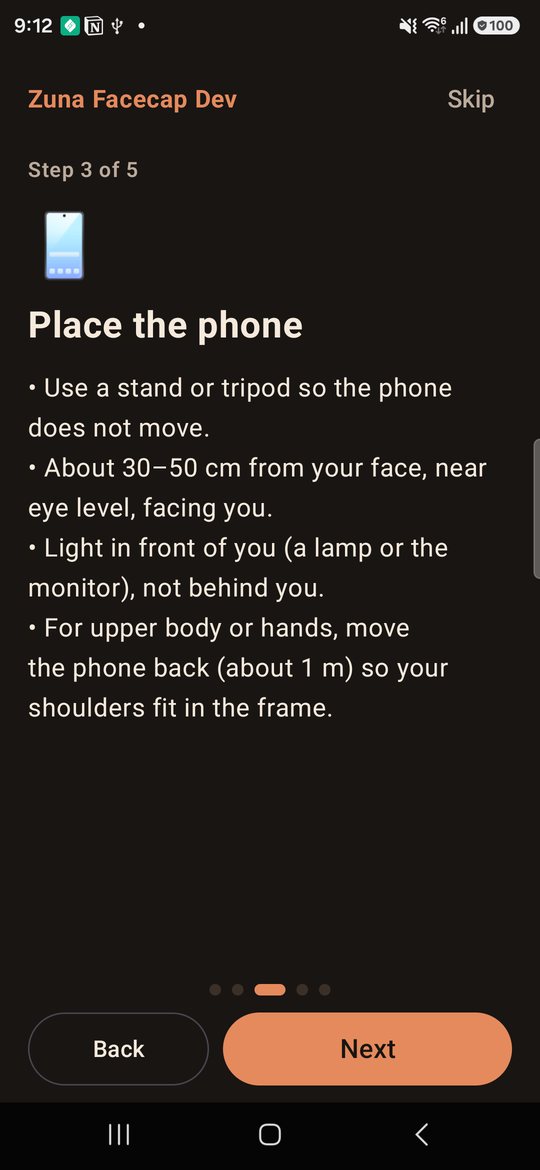 9:12
6
100
Zuna Facecap Dev
Skip
Step 3 of 5
Place the phone
• Use a stand or tripod so the phone
does not move.
• About 30–50 cm from your face, near
eye level, facing you.
• Light in front of you (a lamp or the
monitor), not behind you.
• For upper body or hands, move
the phone back (about 1 m) so your
shoulders fit in the frame.
Back
Next